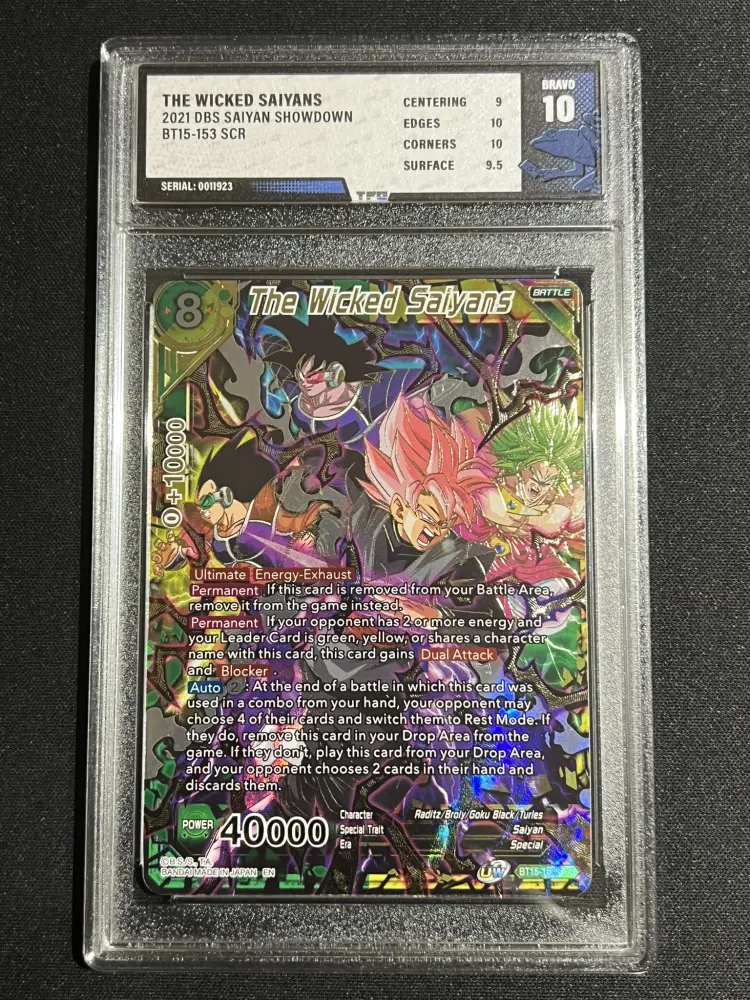 THE WICKED SAIYANS
2021 DBS SAIYAN SHOWDOWN
BT15-153 SCR
CENTERING 9
EDGES 10
CORNERS 10
SURFACE 9.5
BRAVO
10
SERIAL: 0011923
8
The Wicked Saiyans
BATTLE
0+10000
Ultimate Energy-Exhaust
Permanent If this card is removed from your Battle Area,
remove it from the game instead.
Permanent If your opponent has 2 or more energy and
your Leader Card is green, yellow, or shares a character
name with this card, this card gains Dual Attack
and Blocker .
Auto 2 : At the end of a battle in which this card was
used in a combo from your hand, your opponent may
choose 4 of their cards and switch them to Rest Mode. If
they do, remove this card in your Drop Area from the
game. If they don't, play this card from your Drop Area,
and your opponent chooses 2 cards in their hand and
discards them.
POWER 40000
Character Raditz/Broly/Goku Black/Turles
Special Trait Saiyan
Era Special
©B.S./S., T.A.
BANDAI MADE IN JAPAN EN
UW